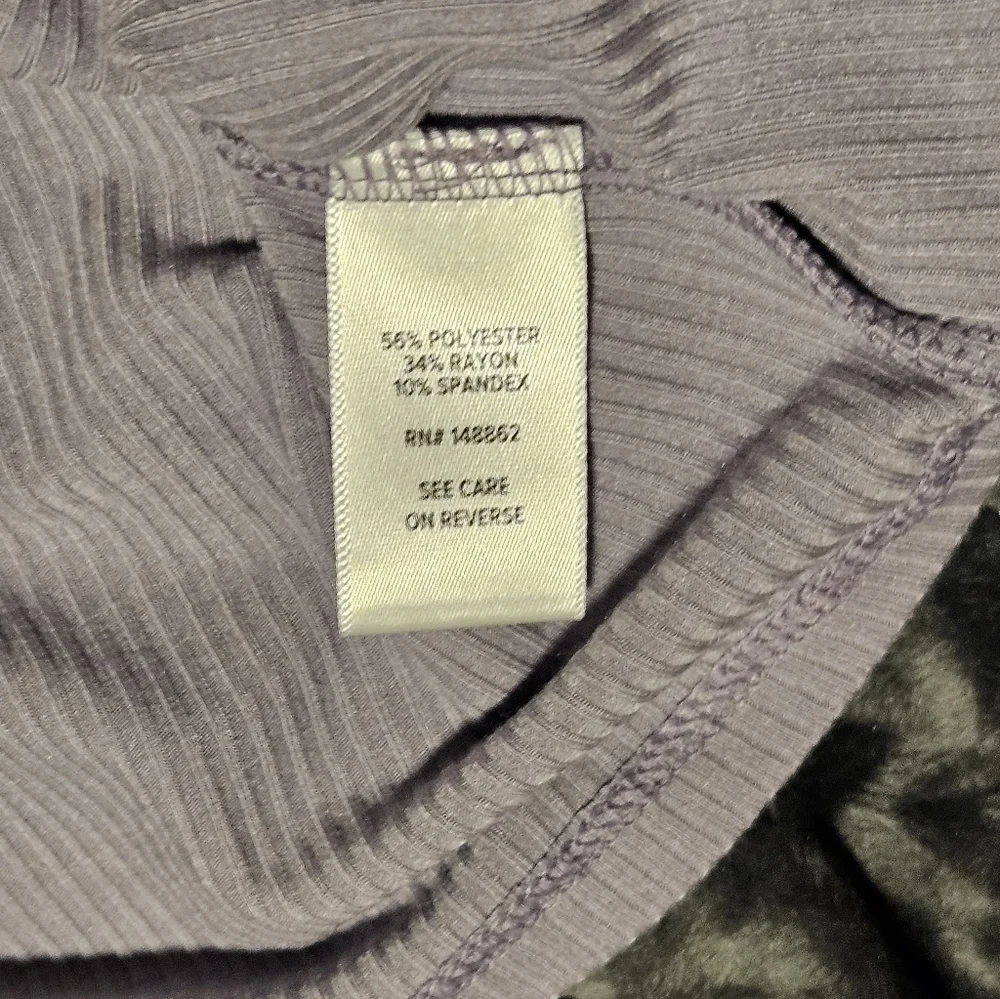 56% POLYESTER
34% RAYON
10% SPANDEX
RN# 148862
SEE CARE
ON REVERSE